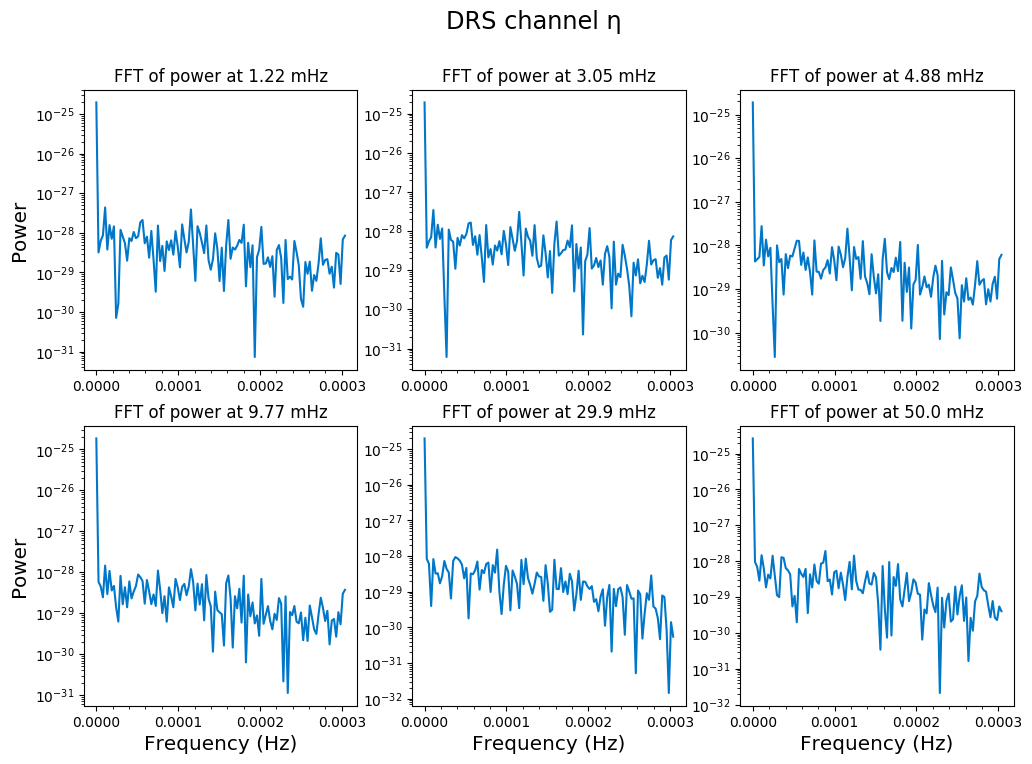 DRS channel η
FFT of power at 1.22 mHz
FFT of power at 3.05 mHz
FFT of power at 4.88 mHz
Power
10⁻²⁵
10⁻²⁶
10⁻²⁷
10⁻²⁸
10⁻²⁹
10⁻³⁰
10⁻³¹
10⁻²⁵
10⁻²⁶
10⁻²⁷
10⁻²⁸
10⁻²⁹
10⁻³⁰
10⁻³¹
10⁻²⁵
10⁻²⁶
10⁻²⁷
10⁻²⁸
10⁻²⁹
10⁻³⁰
0.0000 0.0001 0.0002 0.0003
0.0000 0.0001 0.0002 0.0003
0.0000 0.0001 0.0002 0.0003
FFT of power at 9.77 mHz
FFT of power at 29.9 mHz
FFT of power at 50.0 mHz
Power
10⁻²⁵
10⁻²⁶
10⁻²⁷
10⁻²⁸
10⁻²⁹
10⁻³⁰
10⁻³¹
10⁻²⁵
10⁻²⁶
10⁻²⁷
10⁻²⁸
10⁻²⁹
10⁻³⁰
10⁻³¹
10⁻³²
10⁻²⁵
10⁻²⁶
10⁻²⁷
10⁻²⁸
10⁻²⁹
10⁻³⁰
10⁻³¹
10⁻³²
0.0000 0.0001 0.0002 0.0003
0.0000 0.0001 0.0002 0.0003
0.0000 0.0001 0.0002 0.0003
Frequency (Hz)
Frequency (Hz)
Frequency (Hz)